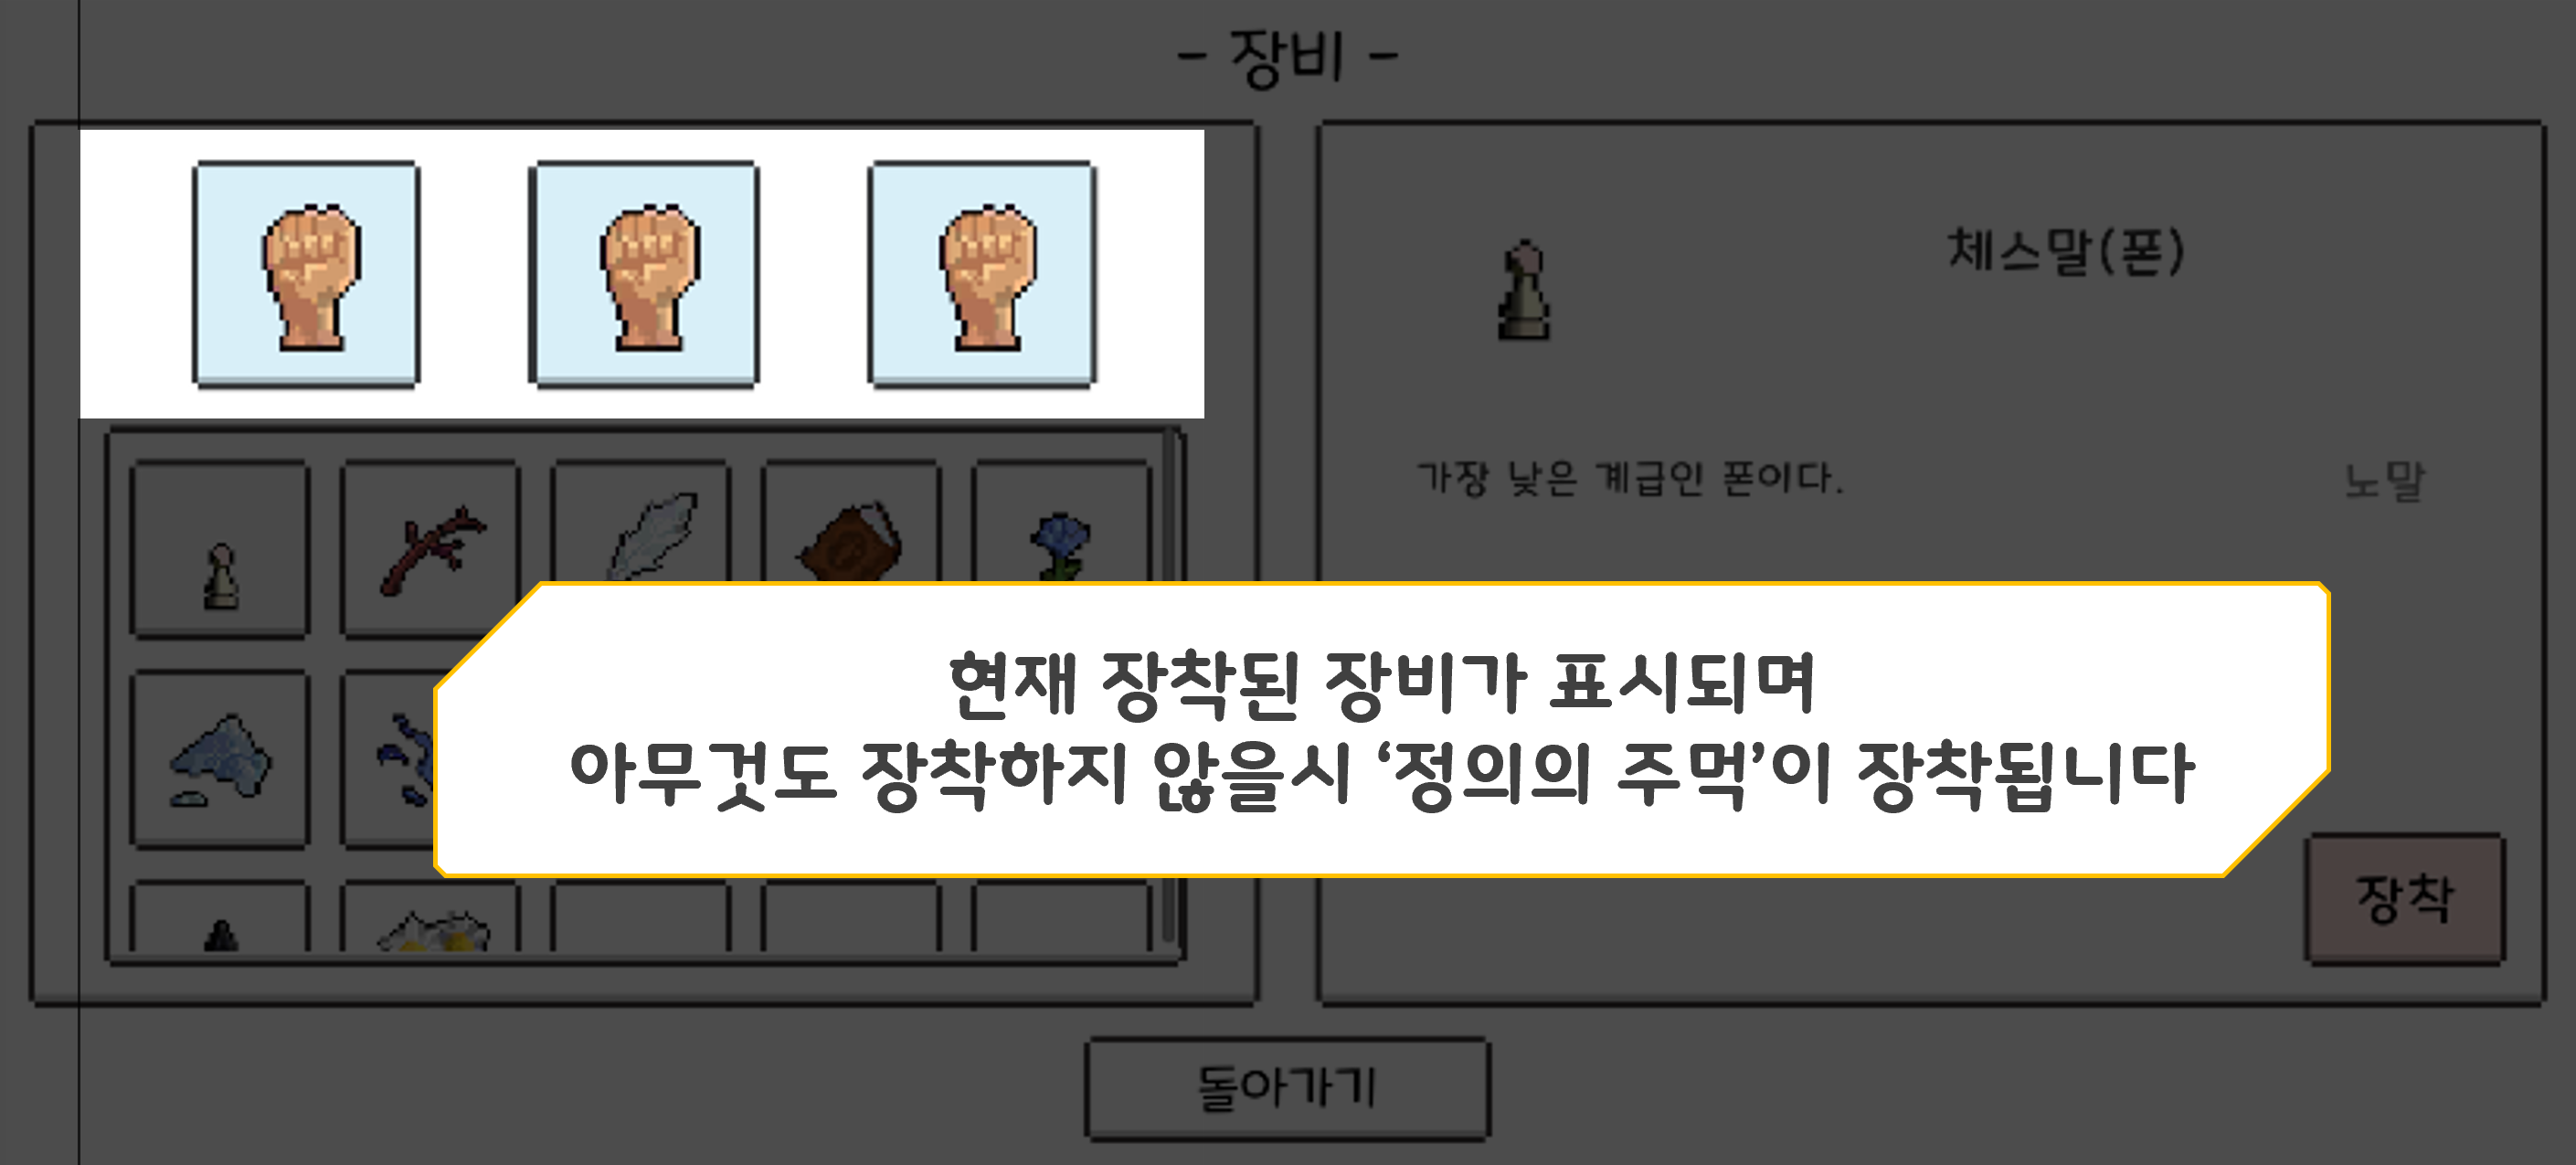 - 장비 -
체스말(폰)
가장 낮은 계급인 폰이다.
노말
현재 장착된 장비가 표시되며
아무것도 장착하지 않을시 ‘정의의 주먹’이 장착됩니다
장착
돌아가기